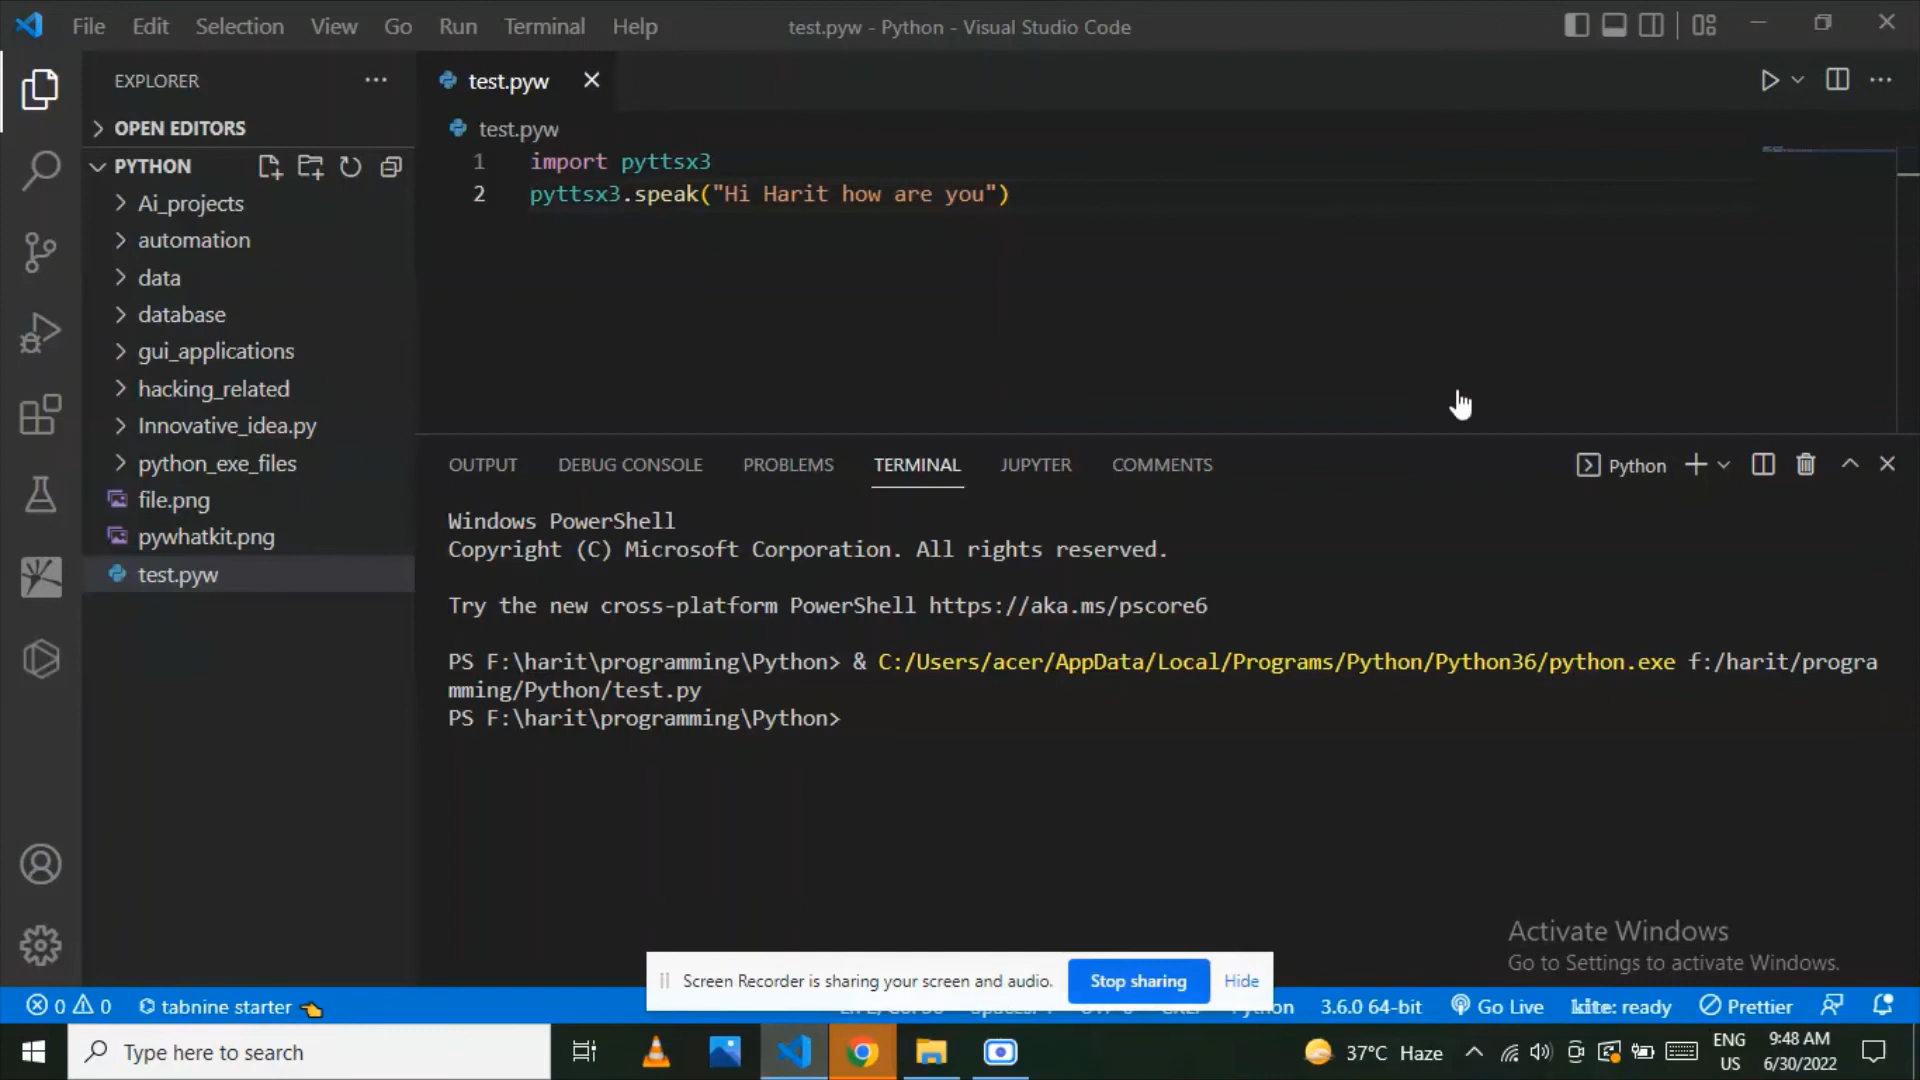 File Edit Selection View Go Run Terminal Help
test.pyw - Python - Visual Studio Code
EXPLORER
OPEN EDITORS
PYTHON
Ai_projects
automation
data
database
gui_applications
hacking_related
Innovative_idea.py
python_exe_files
file.png
pywhatkit.png
test.pyw
test.pyw
test.pyw
1 import pyttsx3
2 pyttsx3.speak("Hi Harit how are you")
OUTPUT DEBUG CONSOLE PROBLEMS TERMINAL JUPYTER COMMENTS
Python
Windows PowerShell
Copyright (C) Microsoft Corporation. All rights reserved.
Try the new cross-platform PowerShell https://aka.ms/pscore6
PS F:\harit\programming\Python> & C:/Users/acer/AppData/Local/Programs/Python/Python36/python.exe f:/harit/progra
mming/Python/test.py
PS F:\harit\programming\Python>
Activate Windows
Go to Settings to activate Windows.
Screen Recorder is sharing your screen and audio. Stop sharing Hide
0 0 tabnine starter 3.6.0 64-bit Go Live kite: ready Prettier
Type here to search
37°C Haze
ENG
US
9:48 AM
6/30/2022